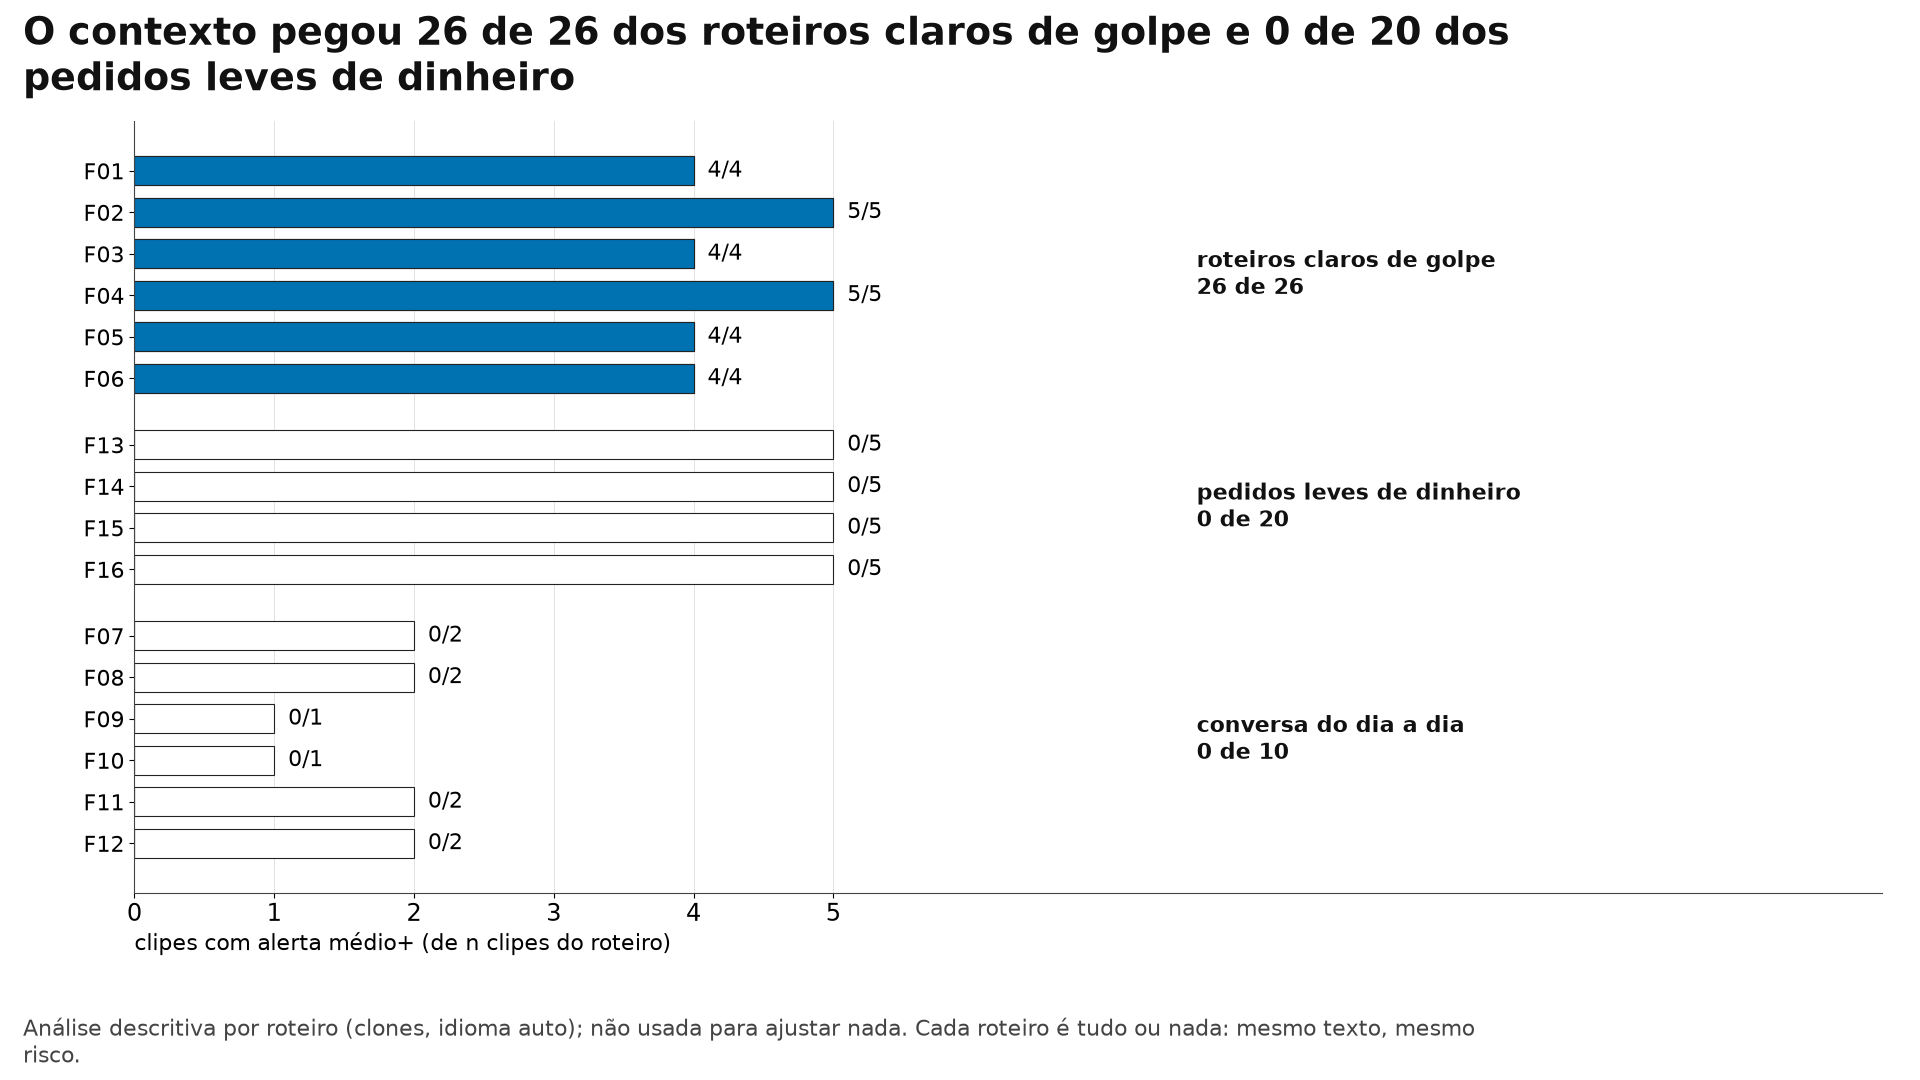 O contexto pegou 26 de 26 dos roteiros claros de golpe e 0 de 20 dos
pedidos leves de dinheiro
F01 4/4
F02 5/5
F03 4/4
F04 5/5
F05 4/4
F06 4/4
roteiros claros de golpe
26 de 26
F13 0/5
F14 0/5
F15 0/5
F16 0/5
pedidos leves de dinheiro
0 de 20
F07 0/2
F08 0/2
F09 0/1
F10 0/1
F11 0/2
F12 0/2
conversa do dia a dia
0 de 10
0 1 2 3 4 5
clipes com alerta médio+ (de n clipes do roteiro)
Análise descritiva por roteiro (clones, idioma auto); não usada para ajustar nada. Cada roteiro é tudo ou nada: mesmo texto, mesmo
risco.